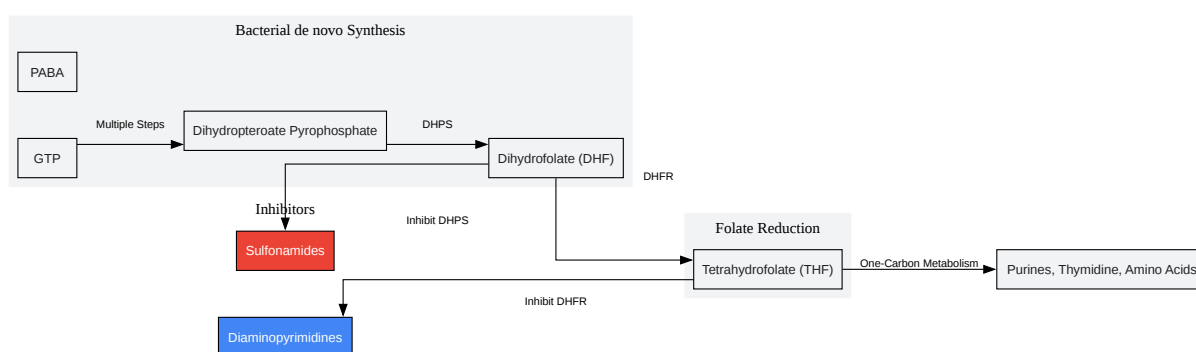 Bacterial de novo Synthesis
PABA
Multiple Steps
Dihydropteroate Pyrophosphate
DHPS
GTP
Dihydrofolate (DHF)
DHFR
Inhibitors
Inhibit DHPS
Folate Reduction
Sulfonamides
Tetrahydrofolate (THF)
One-Carbon Metabolism
Purines, Thymidine, Amino Acids
Inhibit DHFR
Diaminopyrimidines